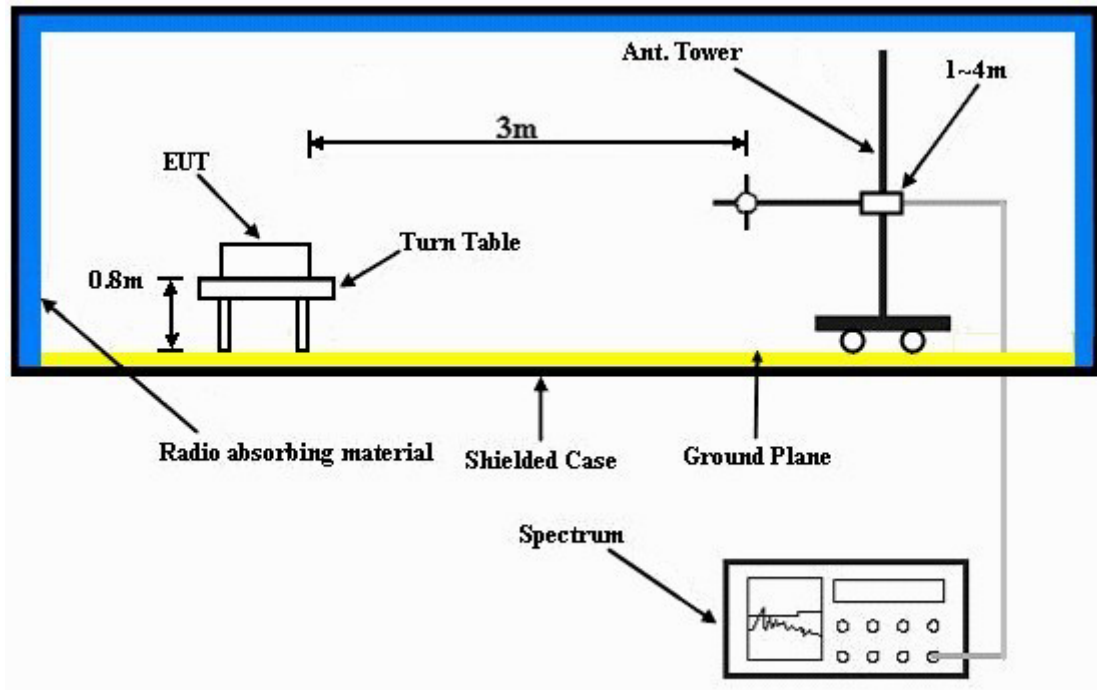 Ant. Tower
1~4m
3m
EUT
Turn Table
0.8m
Radio absorbing material
Shielded Case
Ground Plane
Spectrum